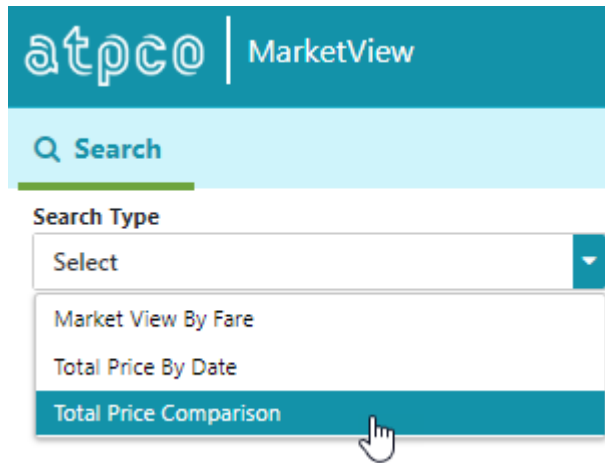 atpco MarketView
Search
Search Type
Select
Market View By Fare
Total Price By Date
Total Price Comparison